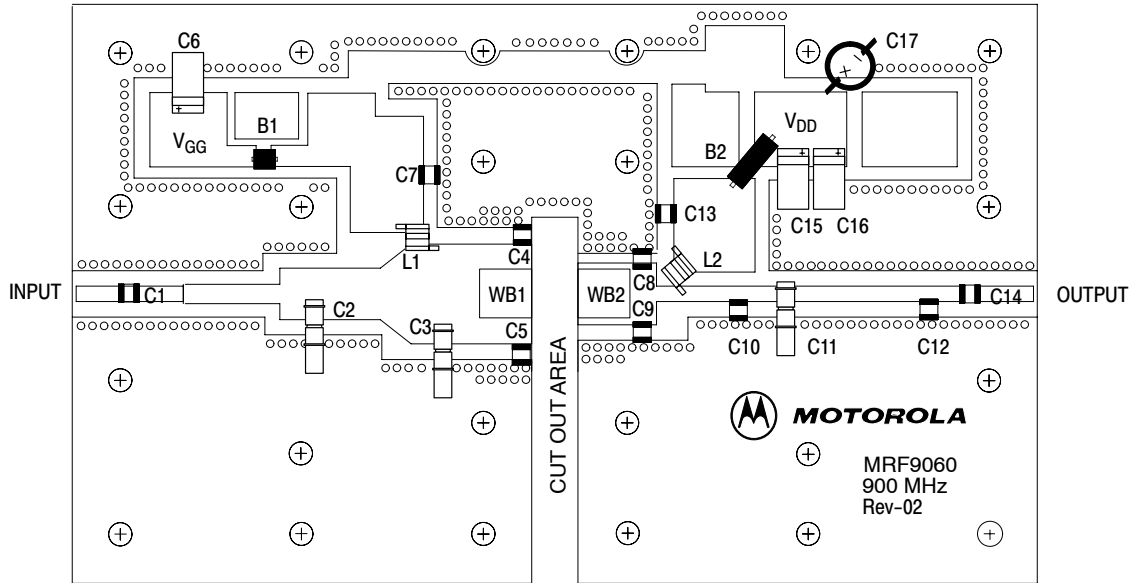 C6
C17
B1
VGG
VDD
B2
C7
C13
C15 C16
L1
C4
L2
C8
INPUT
C1
WB1
WB2
C14
OUTPUT
C2
C3
C5
C9
C10
C11
C12
CUT OUT AREA
MOTOROLA
MRF9060
900 MHz
Rev-02